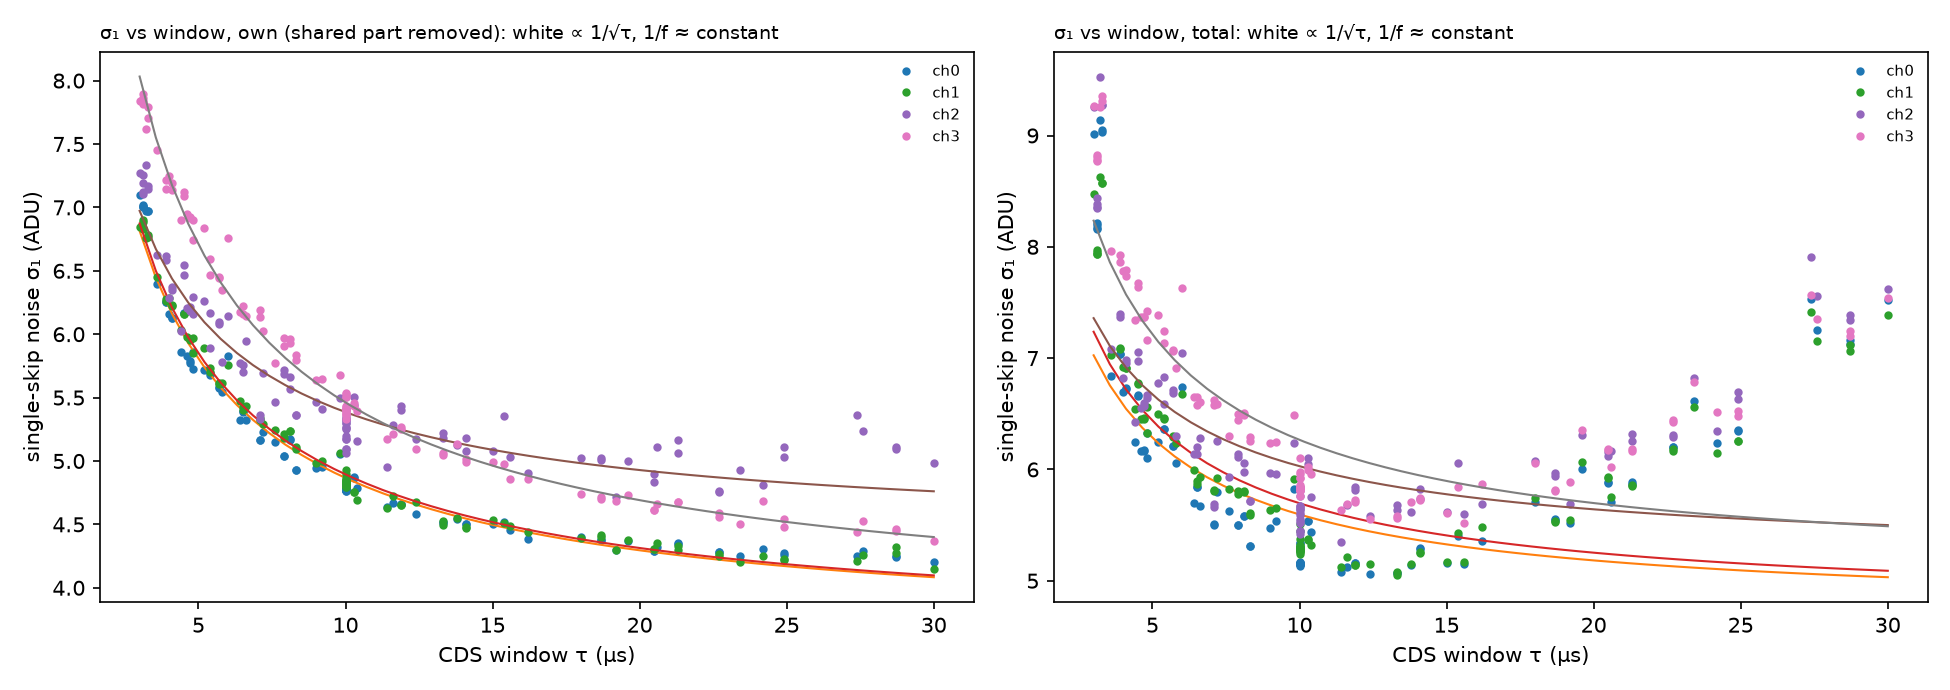 σ₁ vs window, own (shared part removed): white ∝ 1/√τ, 1/f ≈ constant
ch0
ch1
ch2
ch3
8.0
7.5
7.0
6.5
6.0
5.5
5.0
4.5
4.0
single-skip noise σ₁ (ADU)
5
10
15
20
25
30
CDS window τ (μs)
σ₁ vs window, total: white ∝ 1/√τ, 1/f ≈ constant
ch0
ch1
ch2
ch3
9
8
7
6
5
single-skip noise σ₁ (ADU)
5
10
15
20
25
30
CDS window τ (μs)